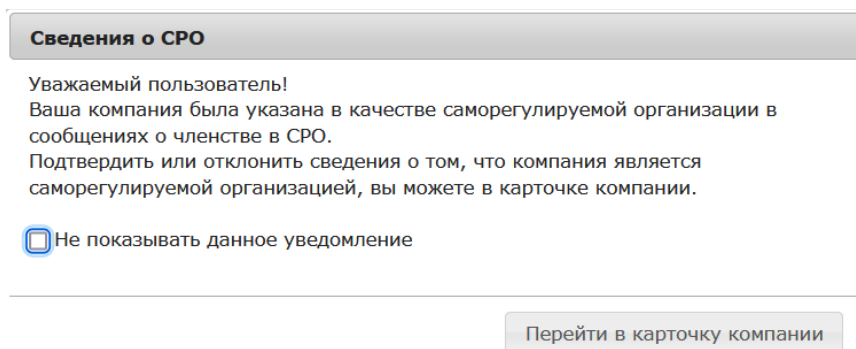 Сведения о СРО
Уважаемый пользователь!
Ваша компания была указана в качестве саморегулируемой организации в
сообщениях о членстве в СРО.
Подтвердить или отклонить сведения о том, что компания является
саморегулируемой организацией, вы можете в карточке компании.
Не показывать данное уведомление
Перейти в карточку компании